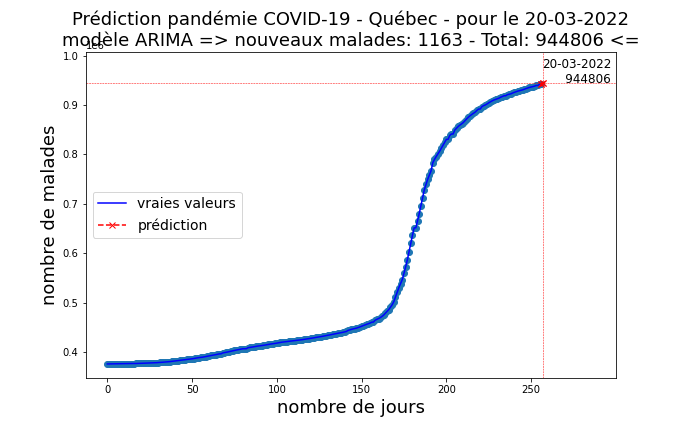 Prédiction pandémie COVID-19 - Québec - pour le 20-03-2022
modèle ARIMA => nouveaux malades: 1163 - Total: 944806 <=
1e6
20-03-2022
944806
1.0
0.9
0.8
0.7
0.6
0.5
0.4
nombre de malades
vraies valeurs
prédiction
0
50
100
150
200
250
nombre de jours